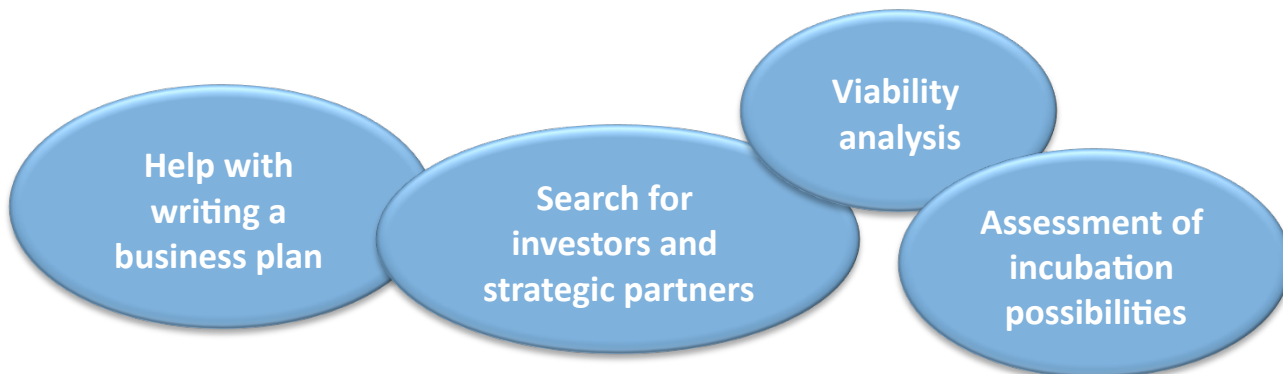 Help with
writing a
business plan
Search for
investors and
strategic partners
Viability
analysis
Assessment of
incubation
possibilities